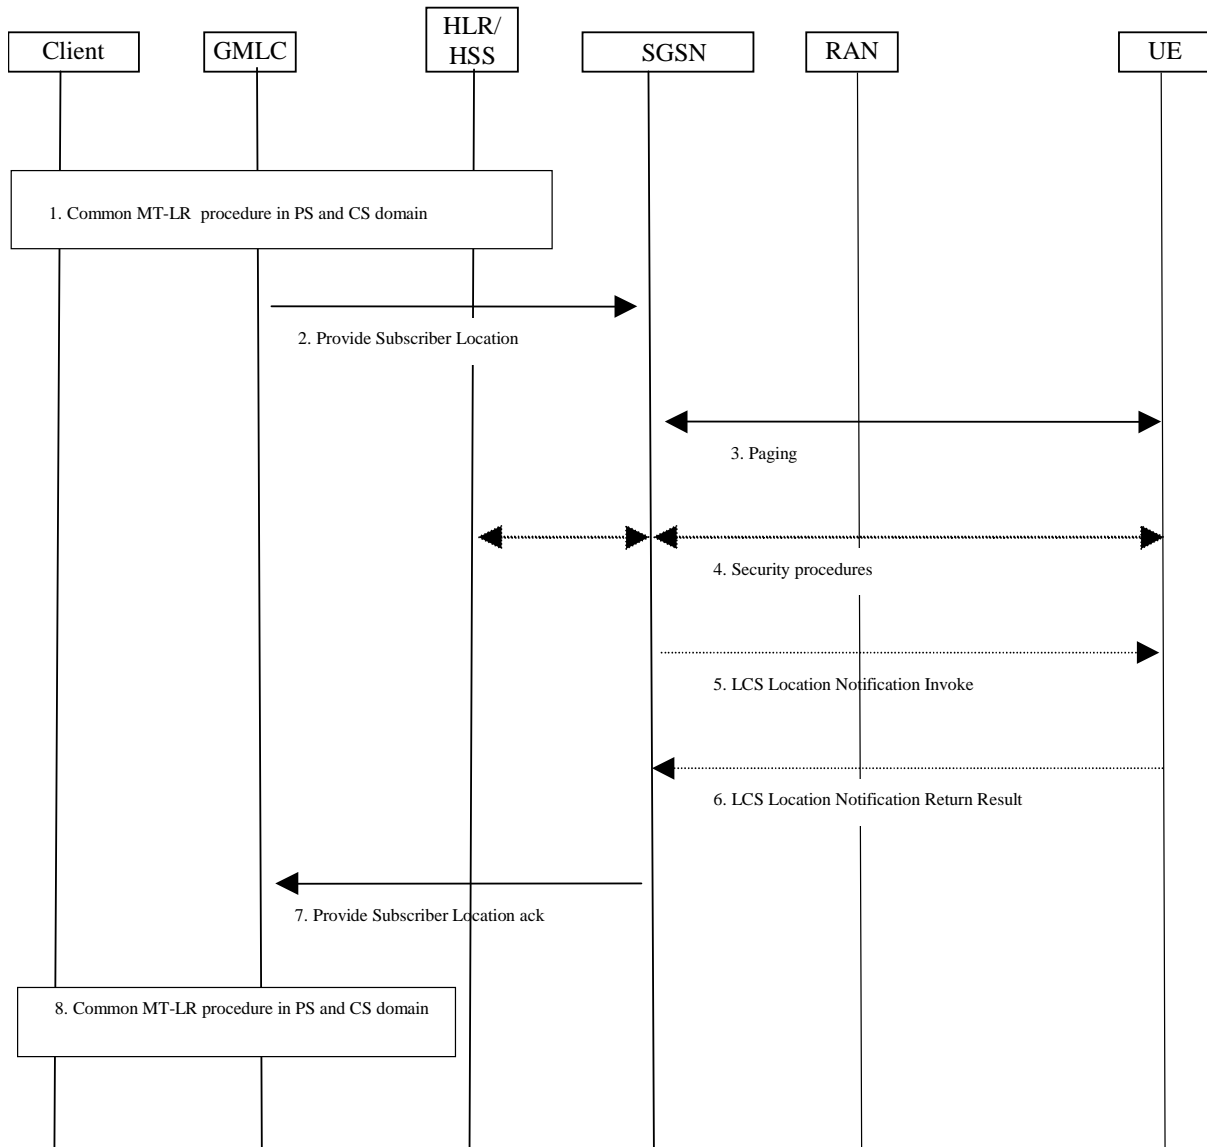 Client
GMLC
HLR/
HSS
SGSN
RAN
UE
1. Common MT-LR procedure in PS and CS domain
2. Provide Subscriber Location
3. Paging
4. Security procedures
5. LCS Location Notification Invoke
6. LCS Location Notification Return Result
7. Provide Subscriber Location ack
8. Common MT-LR procedure in PS and CS domain